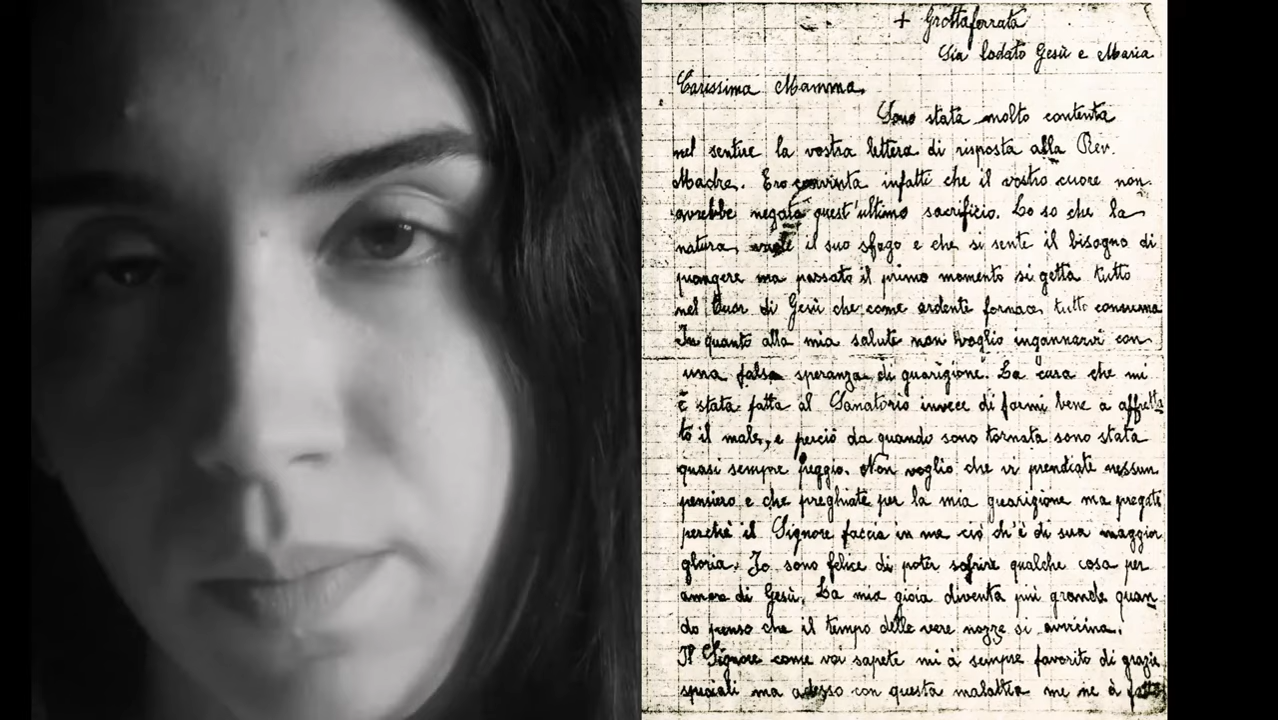 + Grottaferrata
Sia lodato Gesù e Maria
Carissima Mamma,
Sono stata molto contenta
nel sentire la vostra lettera di risposta alla Rev.
Madre. Ero convinta infatti che il vostro cuore non
avrebbe negato quest'ultimo sacrificio. Lo so che la
natura vuole il suo sfogo e che si sente il bisogno di
piangere ma passato il primo momento si getta tutto
nel Cuor di Gesù che come ardente fornace tutto consuma
In quanto alla mia salute non voglio ingannarvi con
una falsa speranza di guarigione. La cura che mi
è stata fatta al Sanatorio invece di farmi bene a affretta
to il male, e perciò da quando sono tornata sono stata
quasi sempre peggio. Non voglio che vi prendiate nessun
pensiero e che preghiate per la mia guarigione ma pregate
perchè il Signore faccia in me ciò ch'è di sua maggior
gloria. Io sono felice di poter sofrire qualche cosa per
amore di Gesù. La mia gioia diventa più grande quan
do penso che il tempo delle vere nozze si avvicina.
Il Signore come voi sapete mi à sempre favorito di grazie
speciali ma adesso con questa malattia me ne à fatto